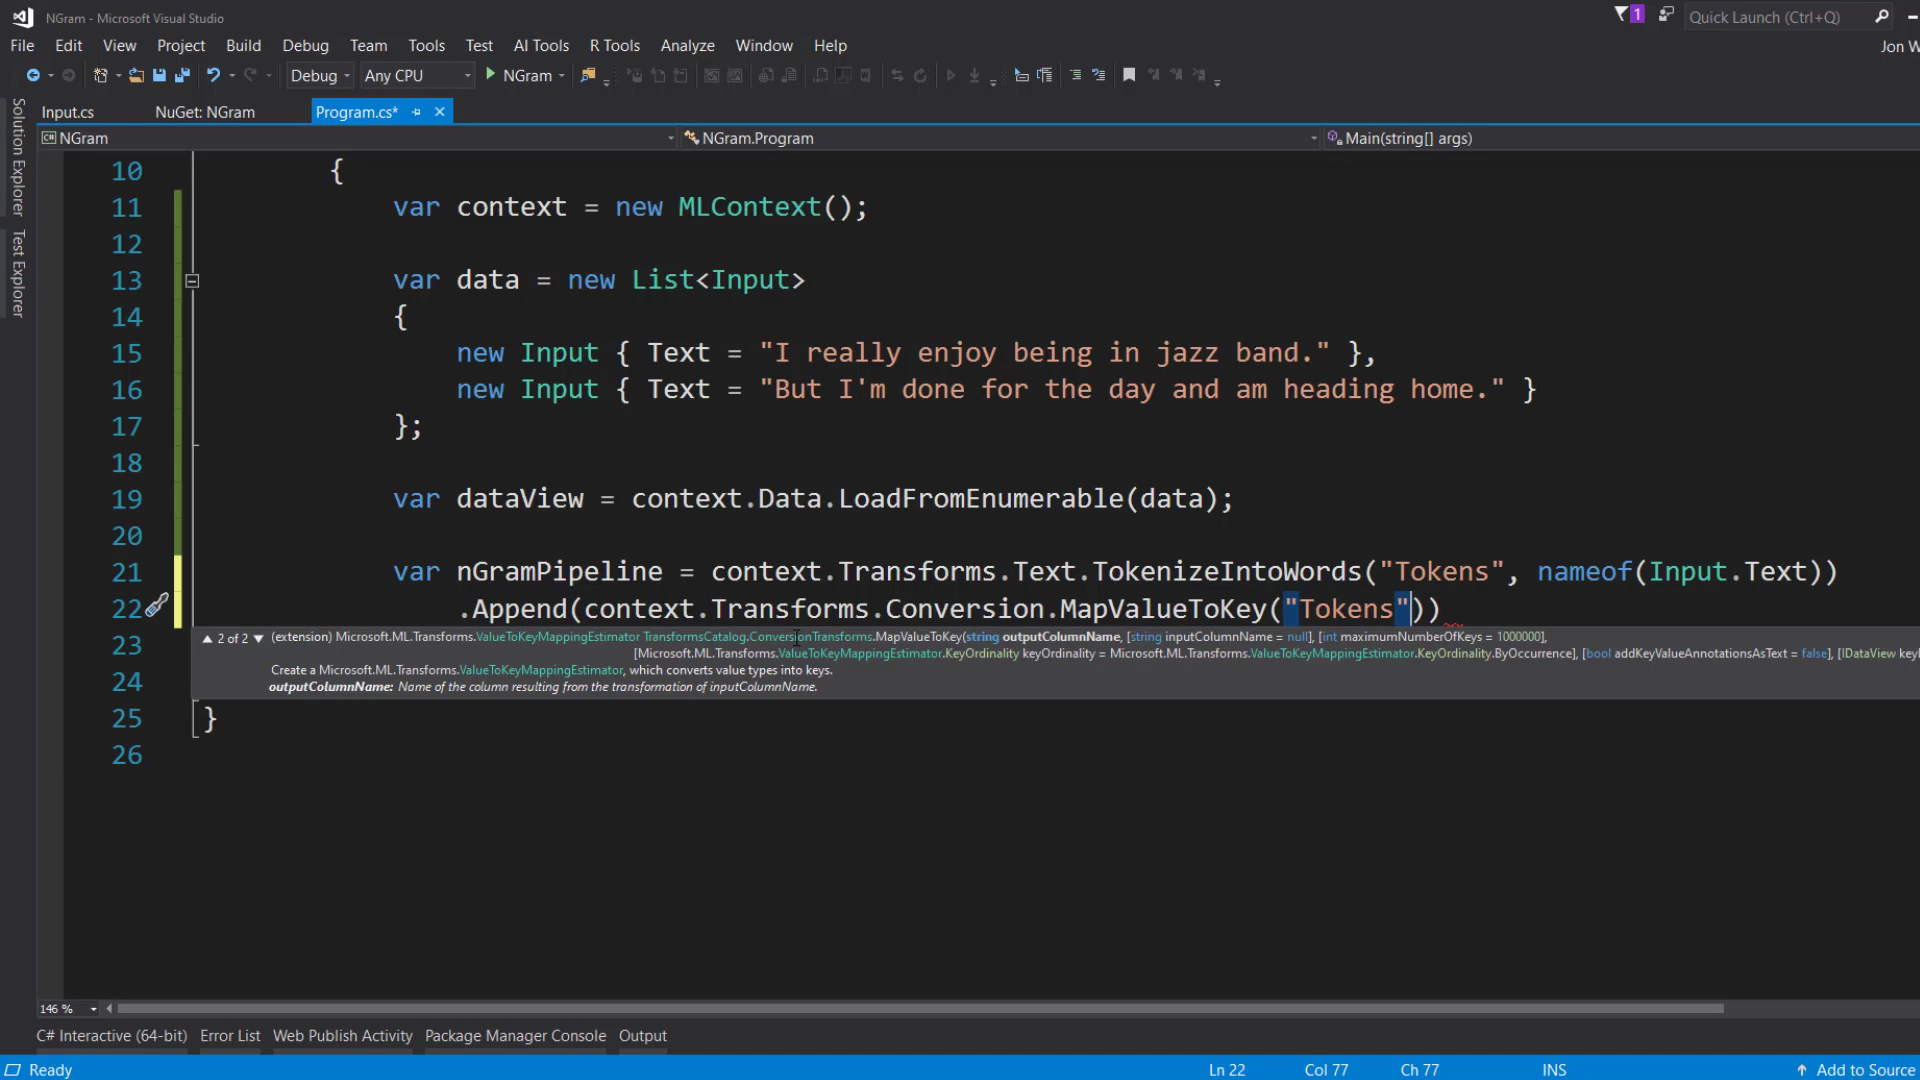 NGram - Microsoft Visual Studio
1
Quick Launch (Ctrl+Q)
File Edit View Project Build Debug Team Tools Test AI Tools R Tools Analyze Window Help
Jon W
Debug Any CPU NGram
Input.cs NuGet: NGram Program.cs*
Solution Explorer
Test Explorer
C# NGram NGram.Program Main(string[] args)
10 {
11 var context = new MLContext();
12
13 var data = new List<Input>
14 {
15 new Input { Text = "I really enjoy being in jazz band." },
16 new Input { Text = "But I'm done for the day and am heading home." }
17 };
18
19 var dataView = context.Data.LoadFromEnumerable(data);
20
21 var nGramPipeline = context.Transforms.Text.TokenizeIntoWords("Tokens", nameof(Input.Text))
22 .Append(context.Transforms.Conversion.MapValueToKey("Tokens"))
23 ▲ 2 of 2 ▼ (extension) Microsoft.ML.Transforms.ValueToKeyMappingEstimator TransformsCatalog.ConversionTransforms.MapValueToKey(string outputColumnName, [string inputColumnName = null], [int maximumNumberOfKeys = 1000000],
[Microsoft.ML.Transforms.ValueToKeyMappingEstimator.KeyOrdinality keyOrdinality = Microsoft.ML.Transforms.ValueToKeyMappingEstimator.KeyOrdinality.ByOccurrence], [bool addKeyValueAnnotationsAsText = false], [IDataView key
Create a Microsoft.ML.Transforms.ValueToKeyMappingEstimator, which converts value types into keys.
24 outputColumnName: Name of the column resulting from the transformation of inputColumnName.
25 }
26
146 %
C# Interactive (64-bit) Error List Web Publish Activity Package Manager Console Output
Ready Ln 22 Col 77 Ch 77 INS Add to Source